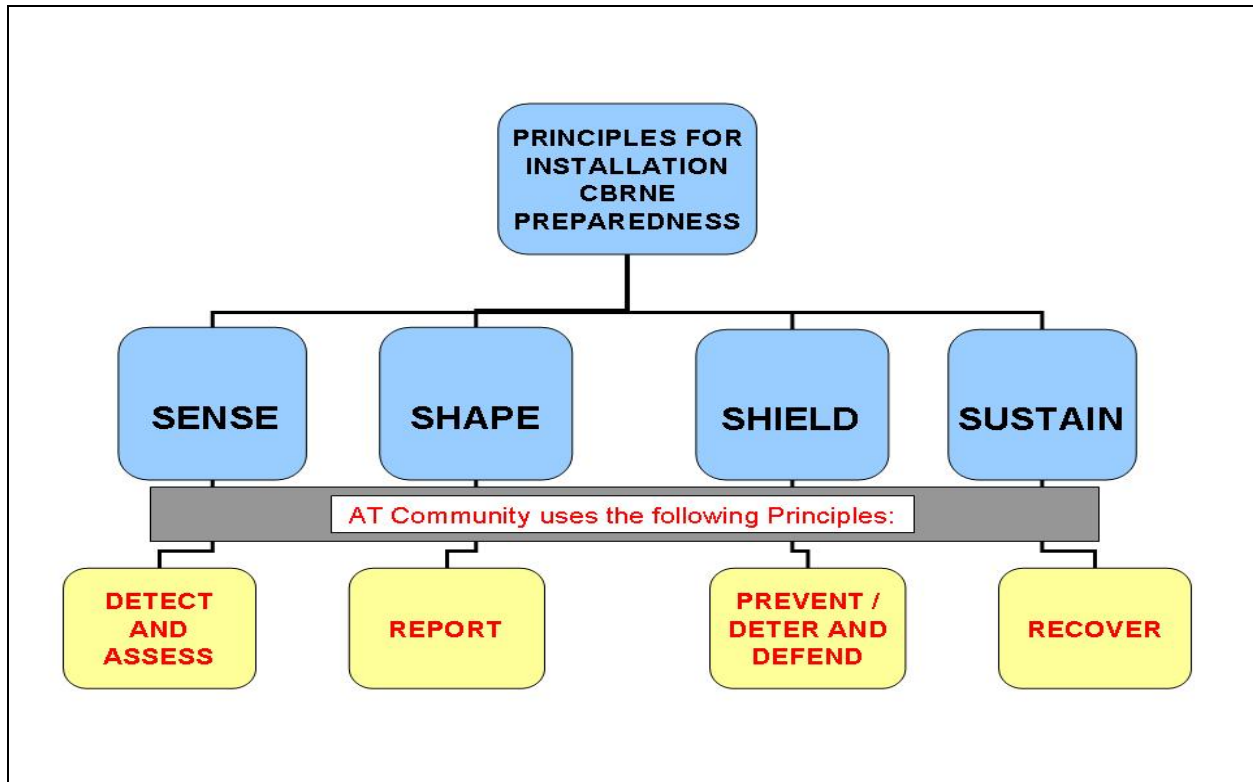 PRINCIPLES FOR
INSTALLATION
CBRNE
PREPAREDNESS
SENSE
SHAPE
SHIELD
SUSTAIN
AT Community uses the following Principles:
DETECT
AND
ASSESS
REPORT
PREVENT /
DETER AND
DEFEND
RECOVER